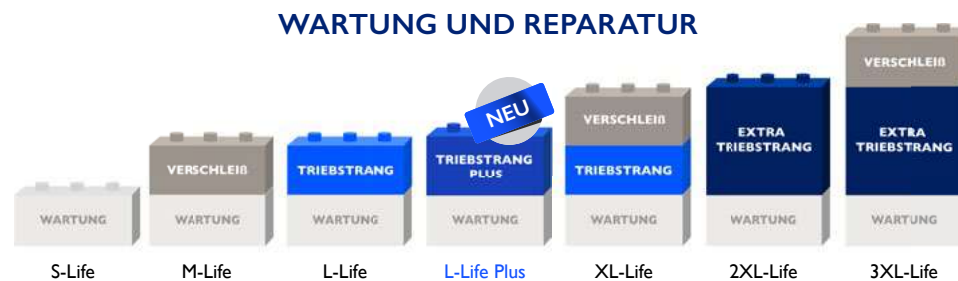 WARTUNG UND REPARATUR
WARTUNG
S-Life
VERSCHLEIß
WARTUNG
M-Life
TRIEBSTRANG
WARTUNG
L-Life
NEU
TRIEBSTRANG
PLUS
WARTUNG
L-Life Plus
VERSCHLEIß
TRIEBSTRANG
WARTUNG
XL-Life
EXTRA
TRIEBSTRANG
WARTUNG
2XL-Life
VERSCHLEIß
EXTRA
TRIEBSTRANG
WARTUNG
3XL-Life